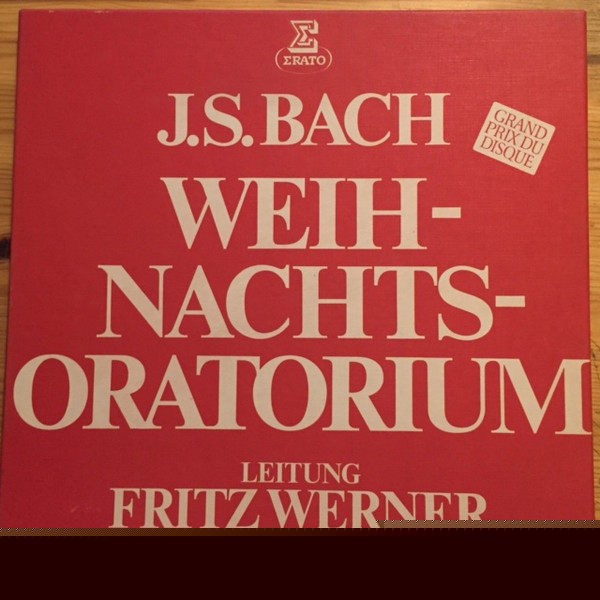 ΣRATO
J.S. BACH
GRAND
PRIX DU
DISQUE
WEIH-
NACHTS-
ORATORIUM
LEITUNG
FRITZ WERNER